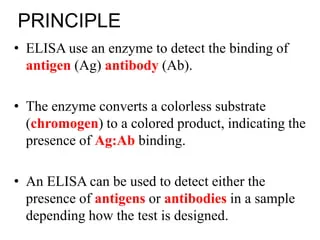 PRINCIPLE
• ELISA use an enzyme to detect the binding of
antigen (Ag) antibody (Ab).
• The enzyme converts a colorless substrate
(chromogen) to a colored product, indicating the
presence of Ag:Ab binding.
• An ELISA can be used to detect either the
presence of antigens or antibodies in a sample
depending how the test is designed.